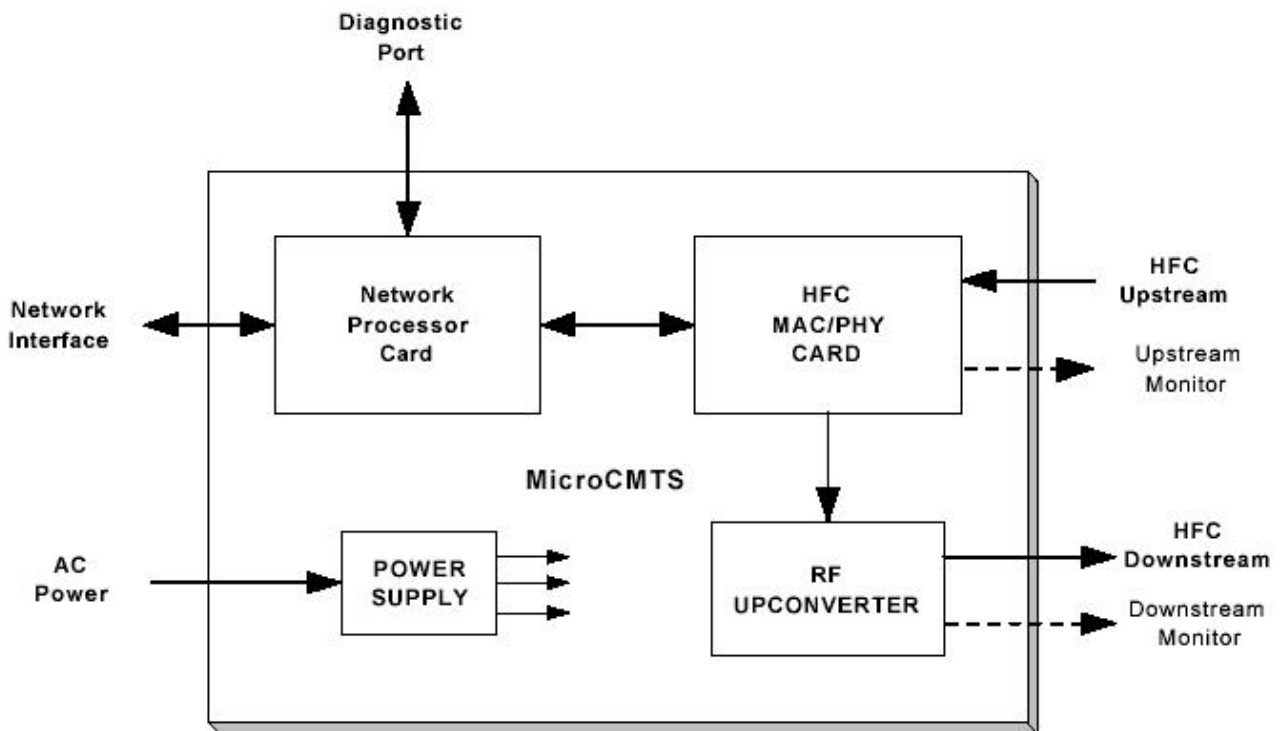 Diagnostic
Port
Network
Interface
Network
Processor
Card
HFC
MAC/PHY
CARD
HFC
Upstream
Upstream
Monitor
MicroCMTS
AC
Power
POWER
SUPPLY
RF
UPCONVERTER
HFC
Downstream
Downstream
Monitor